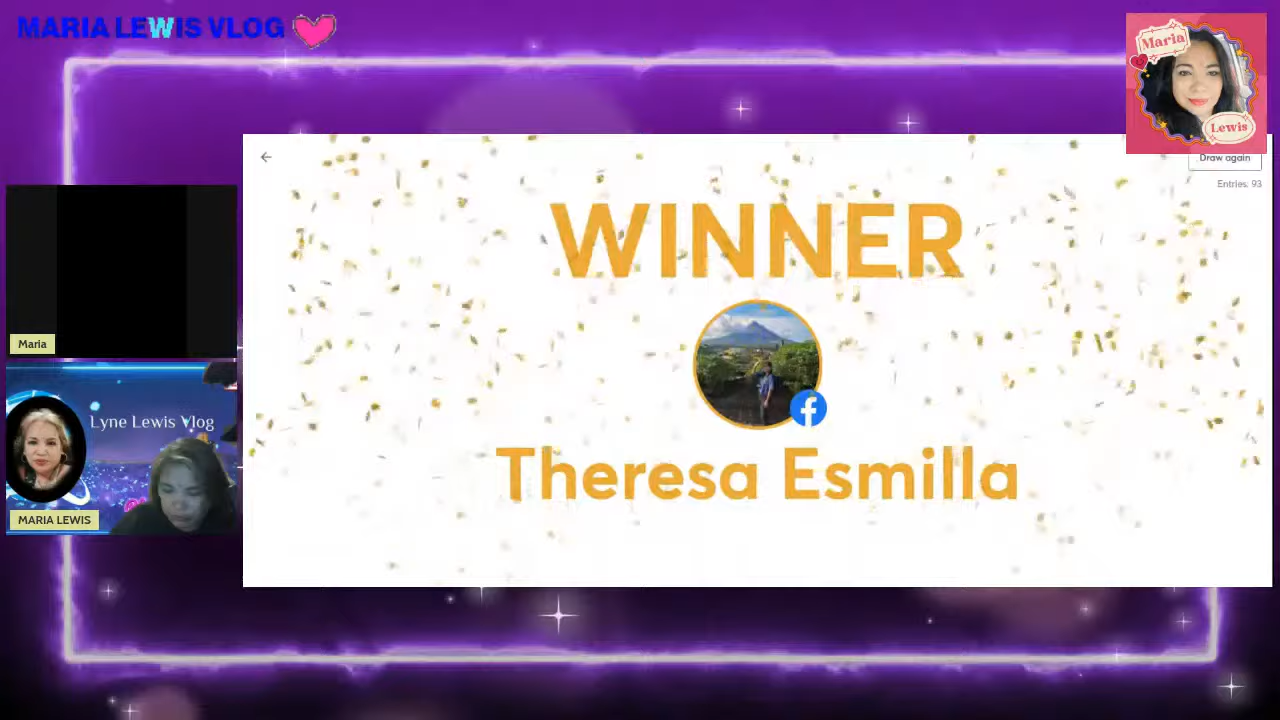 MARIA LEWIS VLOG
Maria
Lewis
Draw again
Entries: 93
WINNER
Theresa Esmilla
Maria
Lyne Lewis Vlog
MARIA LEWIS